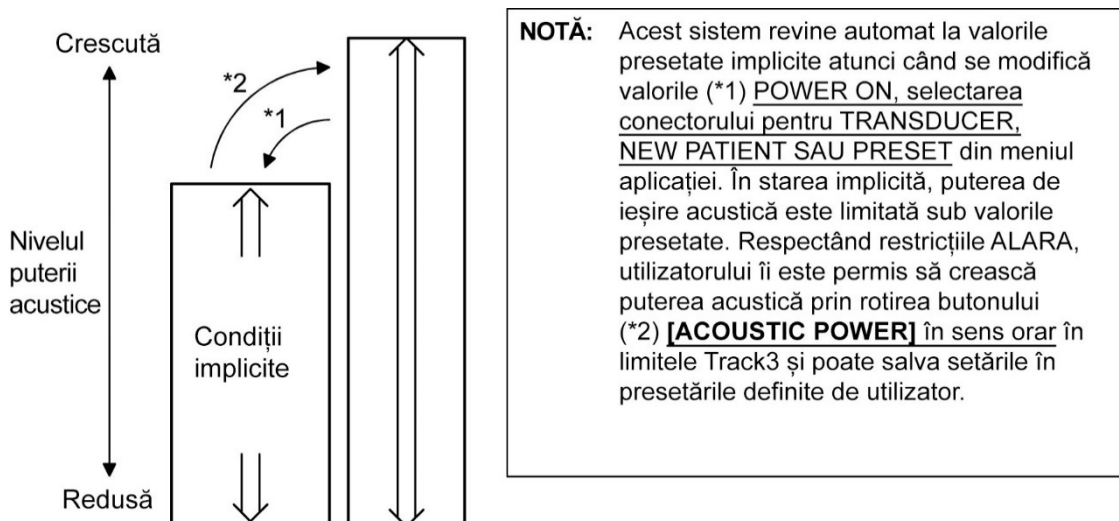 Crescută
*2
*1
Nivelul
puterii
acustice
Condiții
implicite
Redusă
NOTĂ: Acest sistem revine automat la valorile
presetate implicite atunci când se modifică
valorile (*1) POWER ON, selectarea
conectorului pentru TRANSDUCER,
NEW PATIENT SAU PRESET din meniul
aplicației. În starea implicită, puterea de
ieșire acustică este limitată sub valorile
presetate. Respectând restricțiile ALARA,
utilizatorului îi este permis să crească
puterea acustică prin rotirea butonului
(*2) [ACOUSTIC POWER] în sens orar în
limitele Track3 și poate salva setările în
presetările definite de utilizator.